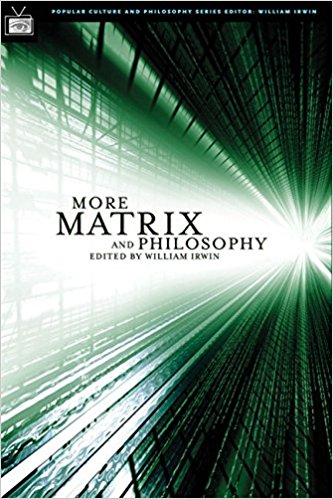 POPULAR CULTURE AND PHILOSOPHY SERIES EDITOR: WILLIAM IRWIN
MORE
MATRIX
AND PHILOSOPHY
EDITED BY WILLIAM IRWIN